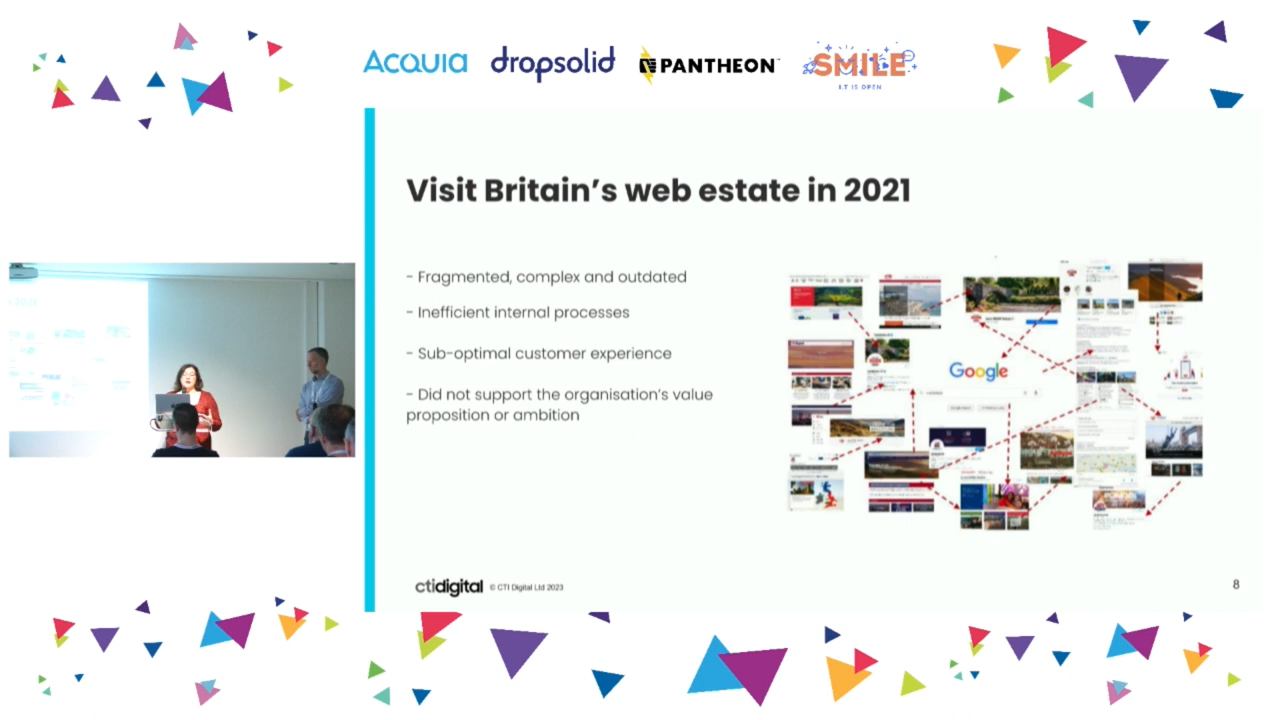 ACQUIA dropsolid PANTHEON SMILE
I.T IS OPEN
Visit Britain's web estate in 2021
- Fragmented, complex and outdated
- Inefficient internal processes
- Sub-optimal customer experience
- Did not support the organisation's value
proposition or ambition
Google
ctidigital © CTI Digital Ltd 2023
8